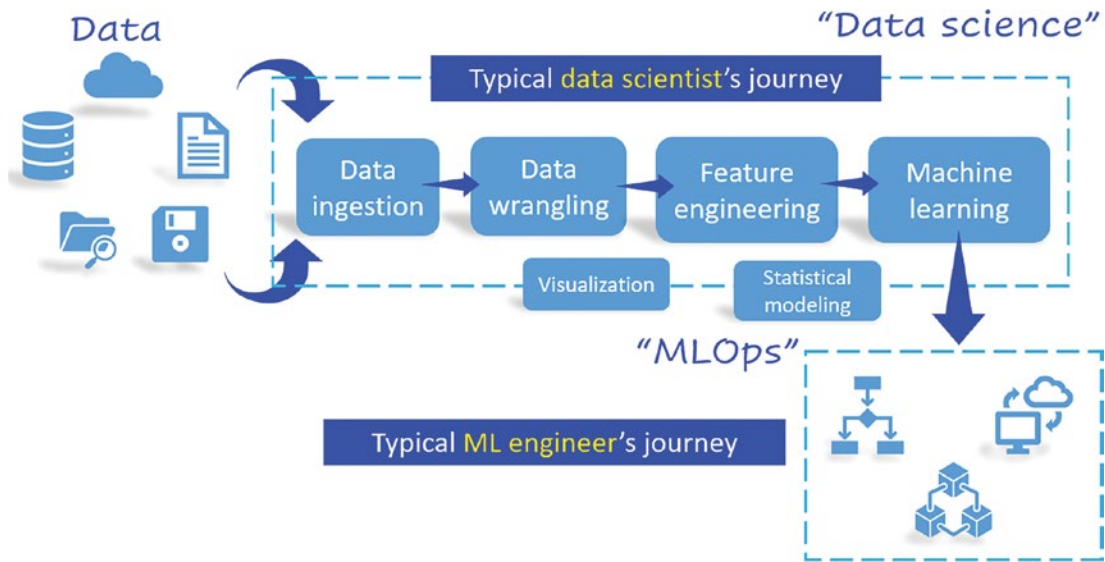 Data
“Data science”
Typical data scientist’s journey
Data
ingestion
Data
wrangling
Feature
engineering
Machine
learning
Visualization
Statistical
modeling
“MLOps”
Typical ML engineer’s journey